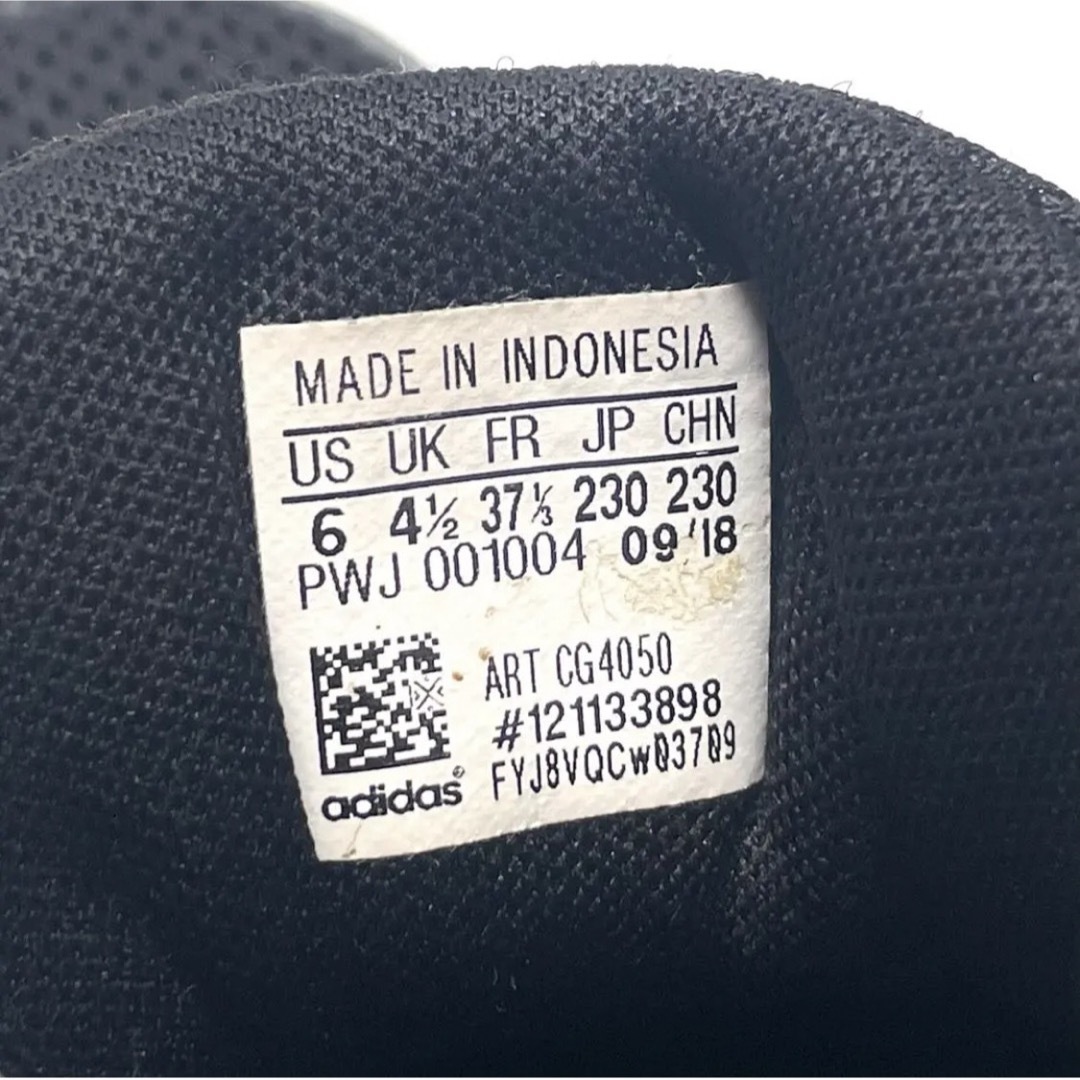 MADE IN INDONESIA
US UK FR JP CHN
6 4½ 37⅓ 230 230
PWJ 001004 09'18
ART CG4050
#121133898
FYJ8VQCW03709
adidas®